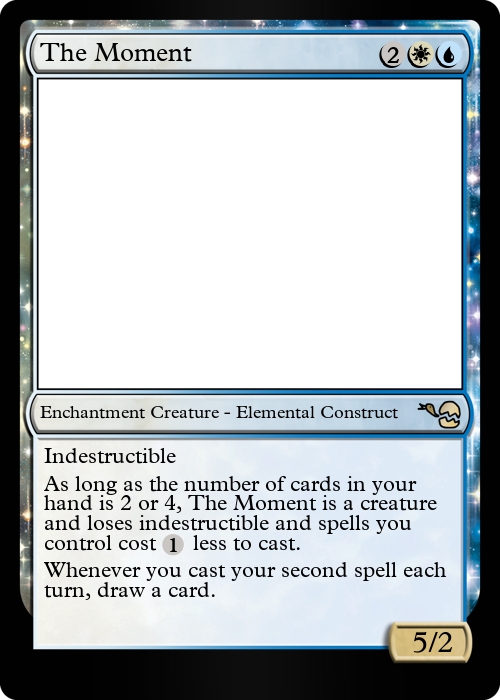 The Moment 2
Enchantment Creature - Elemental Construct
Indestructible
As long as the number of cards in your
hand is 2 or 4, The Moment is a creature
and loses indestructible and spells you
control cost 1 less to cast.
Whenever you cast your second spell each
turn, draw a card.
5/2